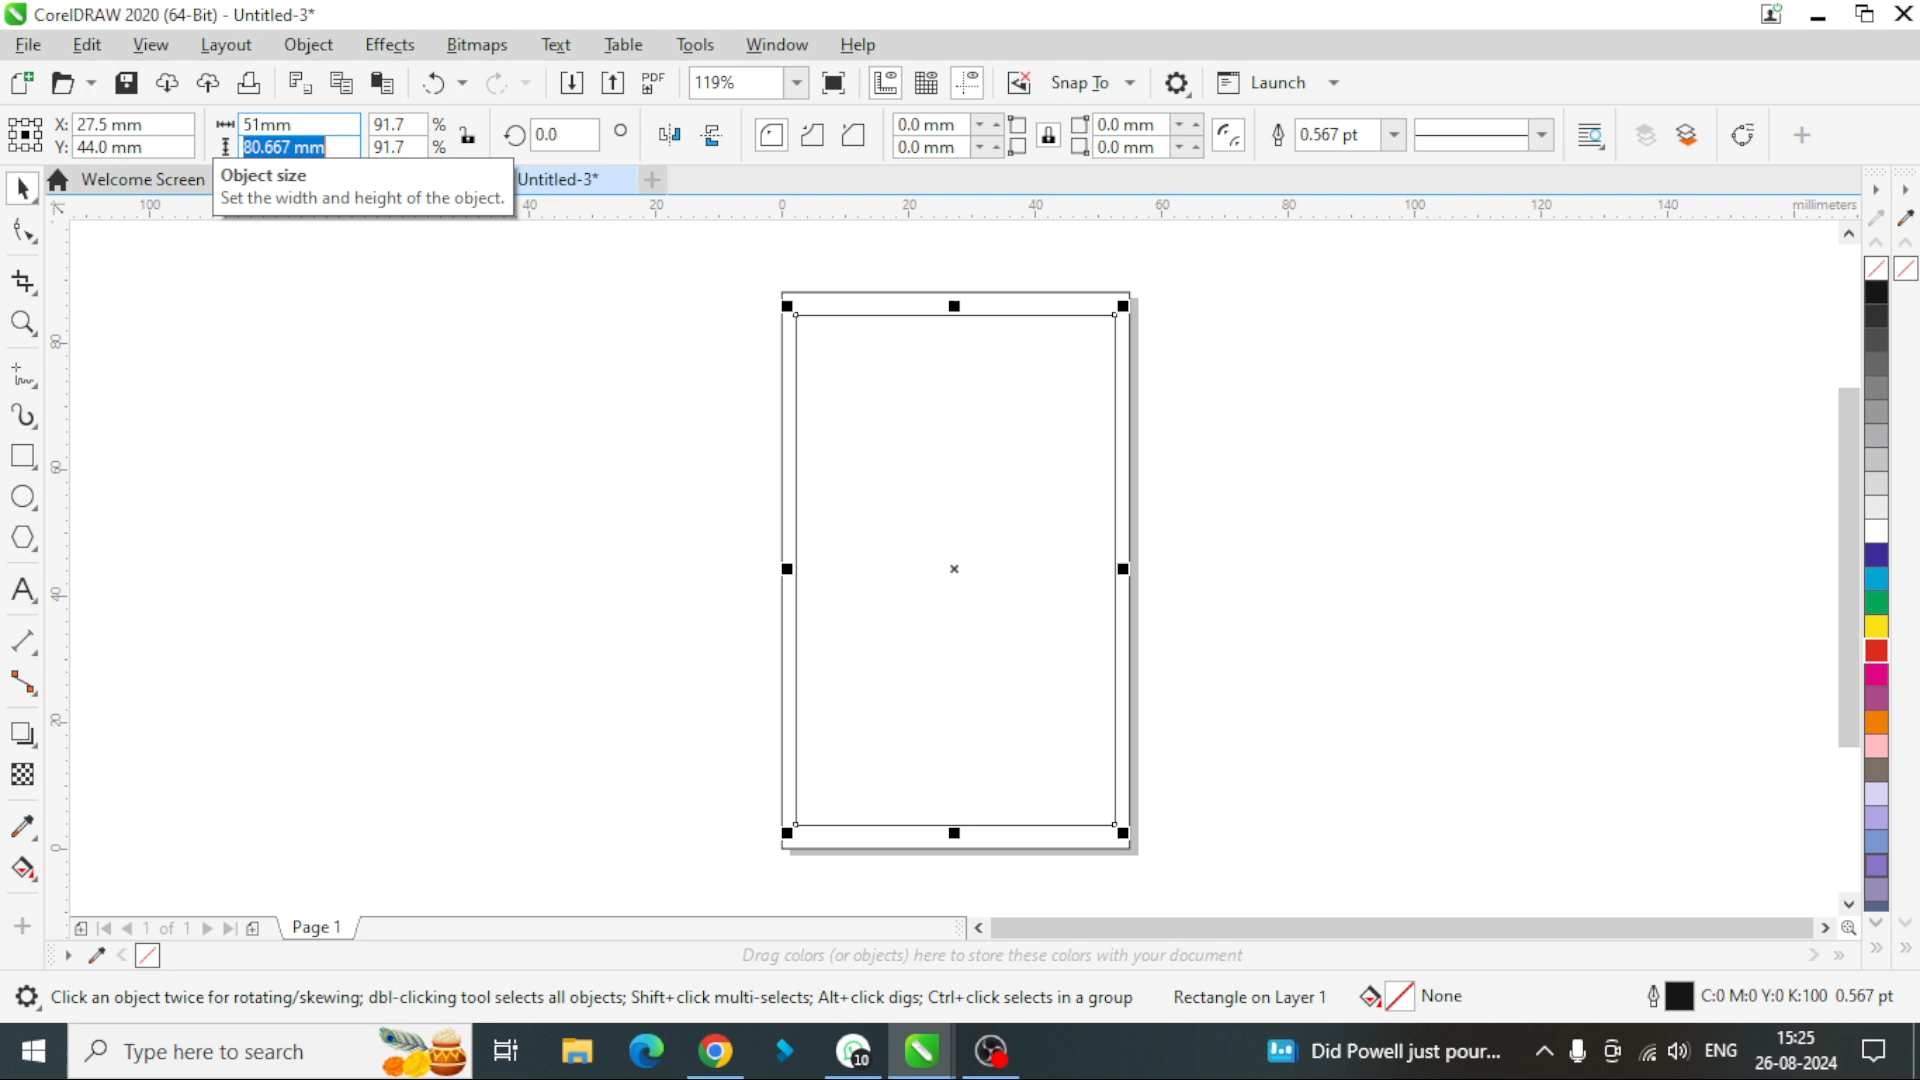 CorelDRAW 2020 (64-Bit) - Untitled-3*
File Edit View Layout Object Effects Bitmaps Text Table Tools Window Help
PDF 119% Snap To Launch
X: 27.5 mm 51mm 91.7 % 0.0 0.0 mm 0.0 mm 0.567 pt
Y: 44.0 mm 80.667 mm 91.7 % 0.0 mm 0.0 mm
Welcome Screen Untitled-3*
Object size
Set the width and height of the object.
100 40 20 0 20 40 60 80 100 120 140 millimeters
80
60
40
20
0
1 of 1 Page 1
Drag colors (or objects) here to store these colors with your document
Click an object twice for rotating/skewing; dbl-clicking tool selects all objects; Shift+click multi-selects; Alt+click digs; Ctrl+click selects in a group Rectangle on Layer 1 None C:0 M:0 Y:0 K:100 0.567 pt
Type here to search 10 Did Powell just pour... ENG 15:25
26-08-2024